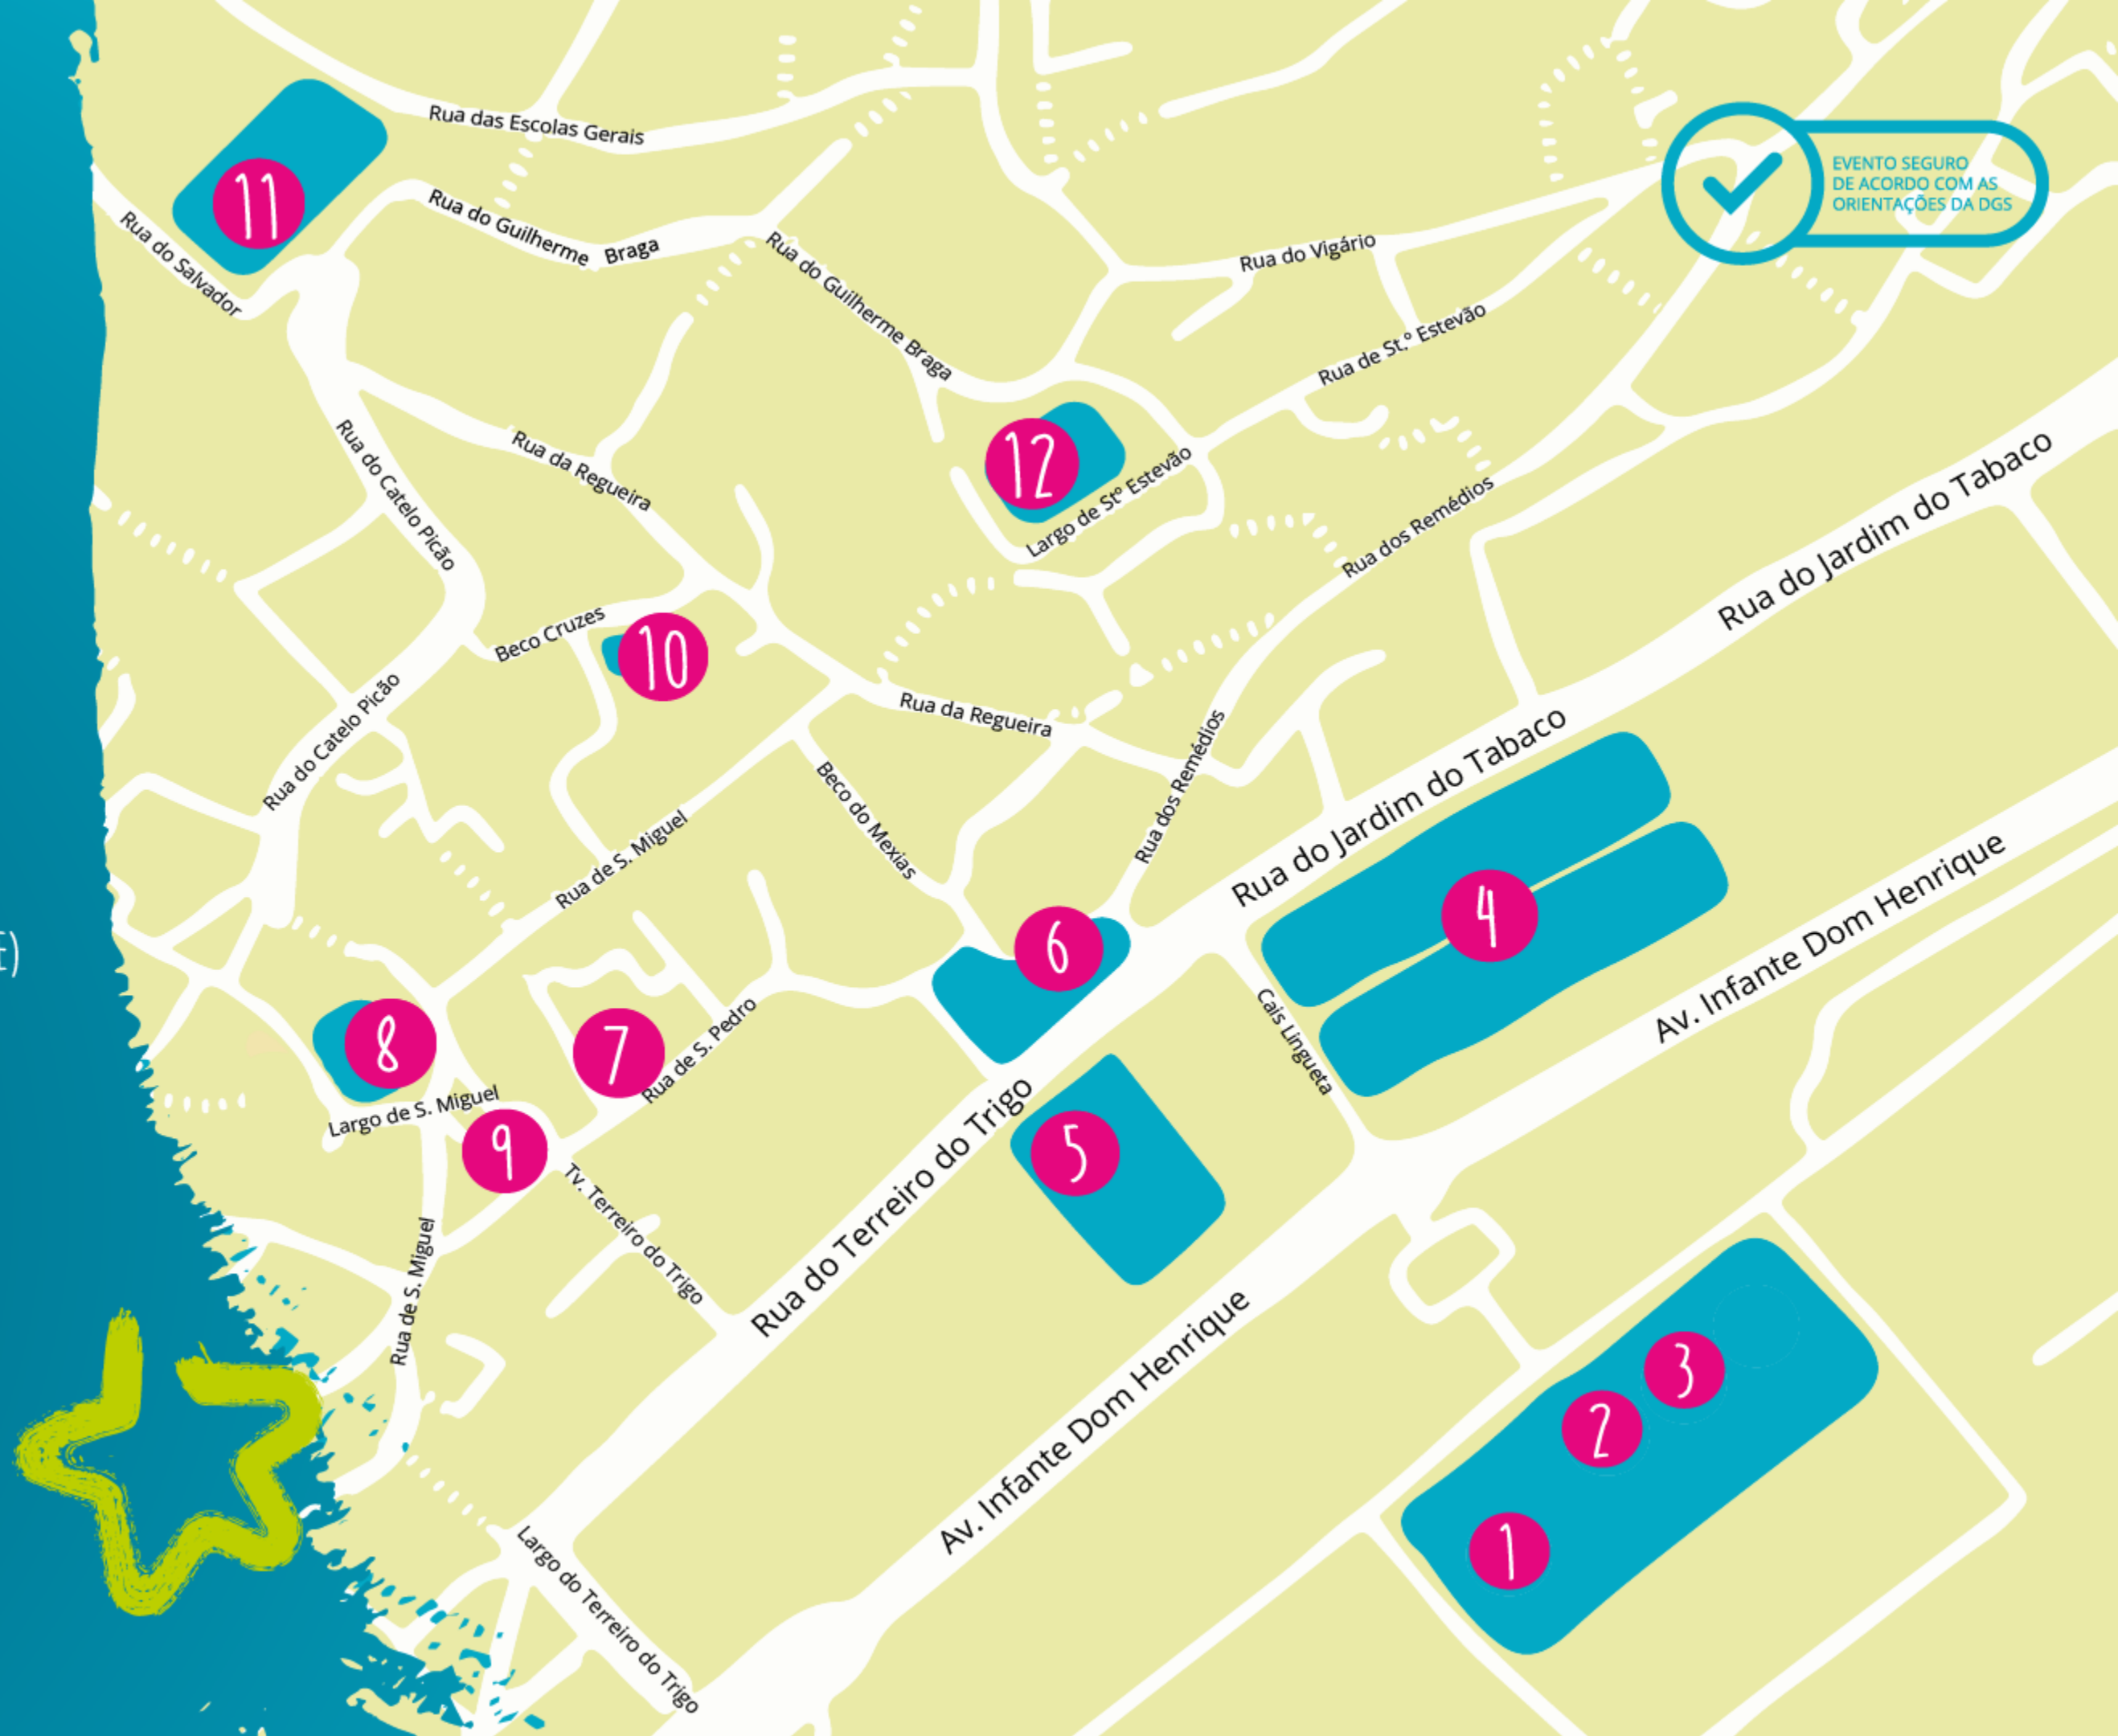 Rua das Escolas Gerais
11
Rua do Guilherme Braga
Rua do Salvador
EVENTO SEGURO
DE ACORDO COM AS
ORIENTAÇÕES DA DGS
Rua do Vigário
Rua do Guilherme Braga
Rua de St.º Estevão
12
Largo de Stº Estevão
Rua da Regueira
Rua do Catelo Picão
Rua dos Remédios
Rua do Jardim do Tabaco
Beco Cruzes
10
Rua do Catelo Picão
Rua da Regueira
Rua dos Remédios
Rua do Jardim do Tabaco
Beco do Mexias
Rua de S. Miguel
4
Av. Infante Dom Henrique
E)
6
8
7
Rua de S. Pedro
Cais Lingueta
Largo de S. Miguel
9
5
Rua do Terreiro do Trigo
Tv. Terreiro do Trigo
Rua de S. Miguel
3
2
1
Av. Infante Dom Henrique
Largo do Terreiro do Trigo